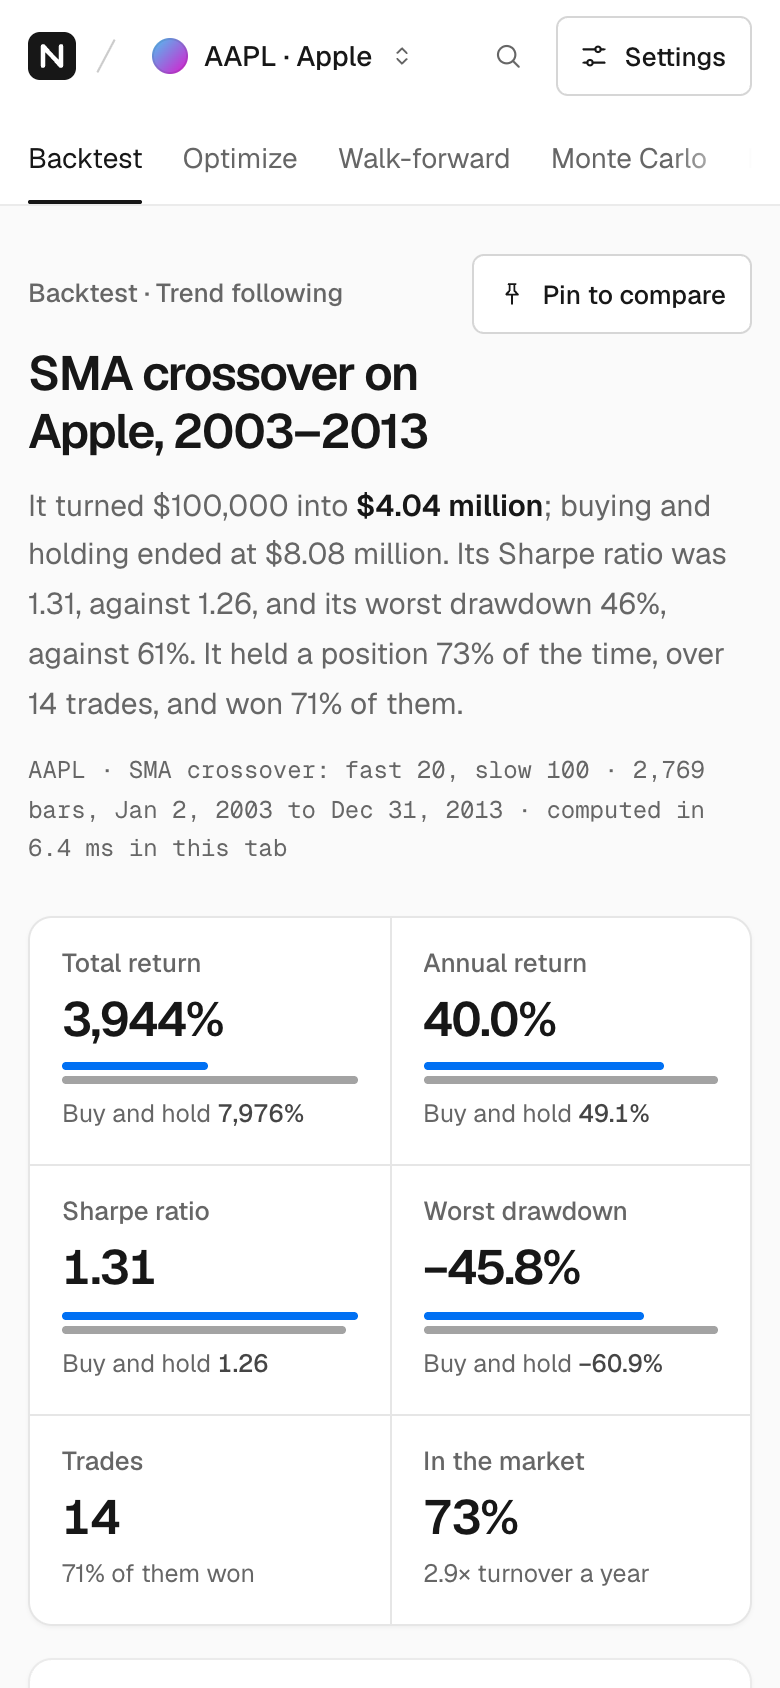 N / AAPL · Apple Settings
Backtest Optimize Walk-forward Monte Carlo
Backtest · Trend following
Pin to compare
SMA crossover on
Apple, 2003–2013
It turned $100,000 into $4.04 million; buying and
holding ended at $8.08 million. Its Sharpe ratio was
1.31, against 1.26, and its worst drawdown 46%,
against 61%. It held a position 73% of the time, over
14 trades, and won 71% of them.
AAPL · SMA crossover: fast 20, slow 100 · 2,769
bars, Jan 2, 2003 to Dec 31, 2013 · computed in
6.4 ms in this tab
Total return
3,944%
Buy and hold 7,976%
Annual return
40.0%
Buy and hold 49.1%
Sharpe ratio
1.31
Buy and hold 1.26
Worst drawdown
−45.8%
Buy and hold −60.9%
Trades
14
71% of them won
In the market
73%
2.9× turnover a year